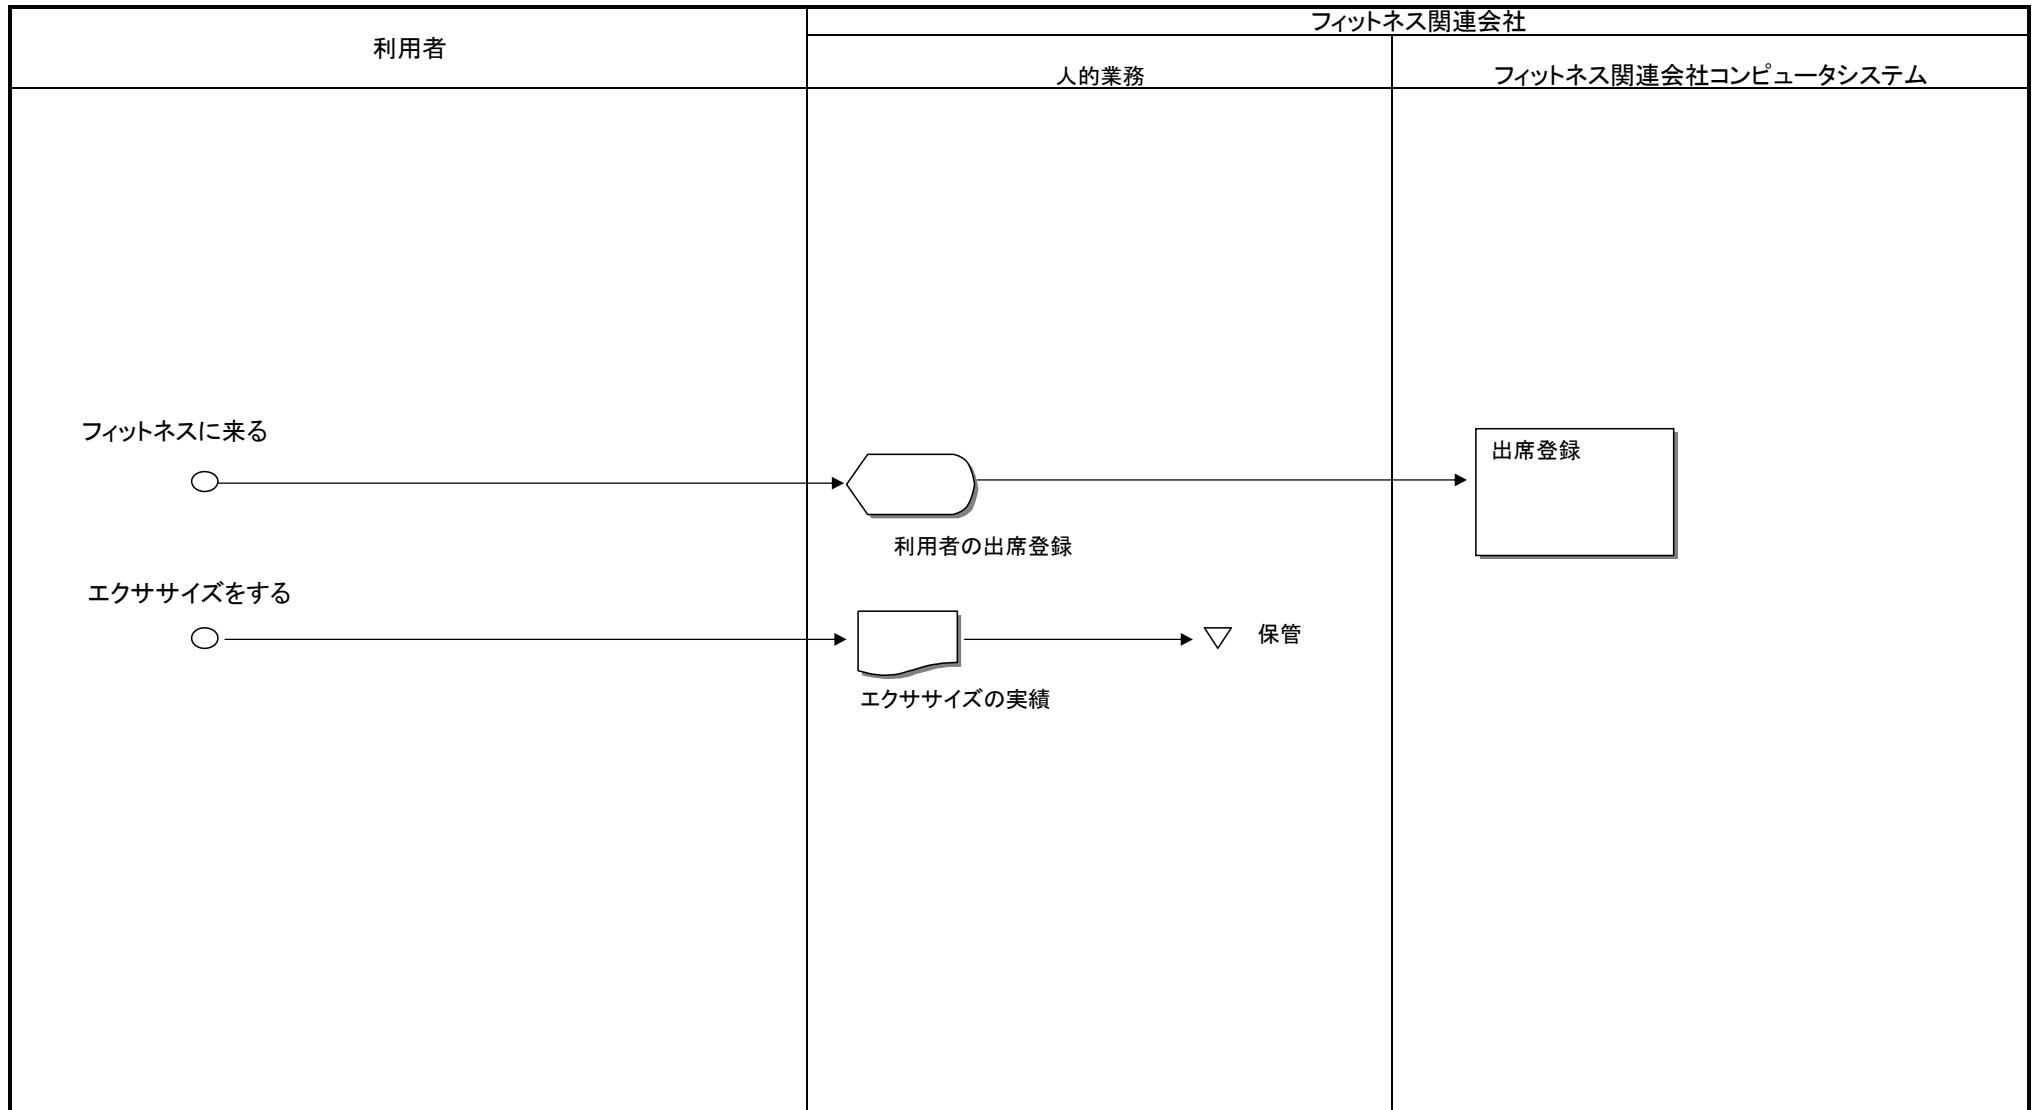 利用者
フィットネス関連会社
人的業務
フィットネス関連会社コンピュータシステム
フィットネスに来る
出席登録
利用者の出席登録
エクササイズをする
保管
エクササイズの実績